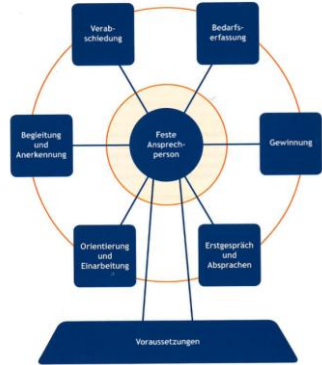 Verab-
schiedung
Bedarfs-
erfassung
Begleitung
und
Anerkennung
Feste
Ansprech-
person
Gewinnung
Orientierung
und
Einarbeitung
Erstgespräch
und
Absprachen
Voraussetzungen